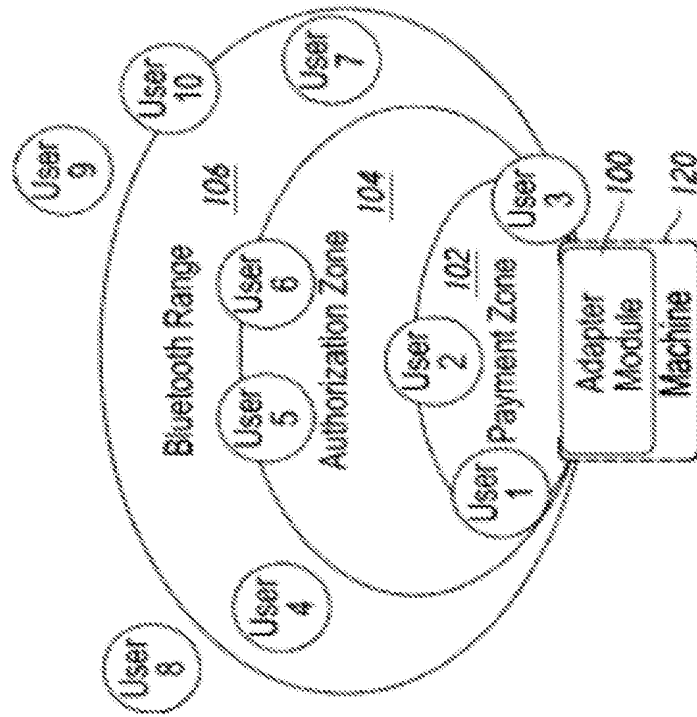 User
9
User
8
User
10
Bluetooth Range
106
User
4
User
5
User
6
User
7
Authorization Zone
104
User
2
102
User
1
Payment Zone
User
3
Adapter
Module
100
Machine
120